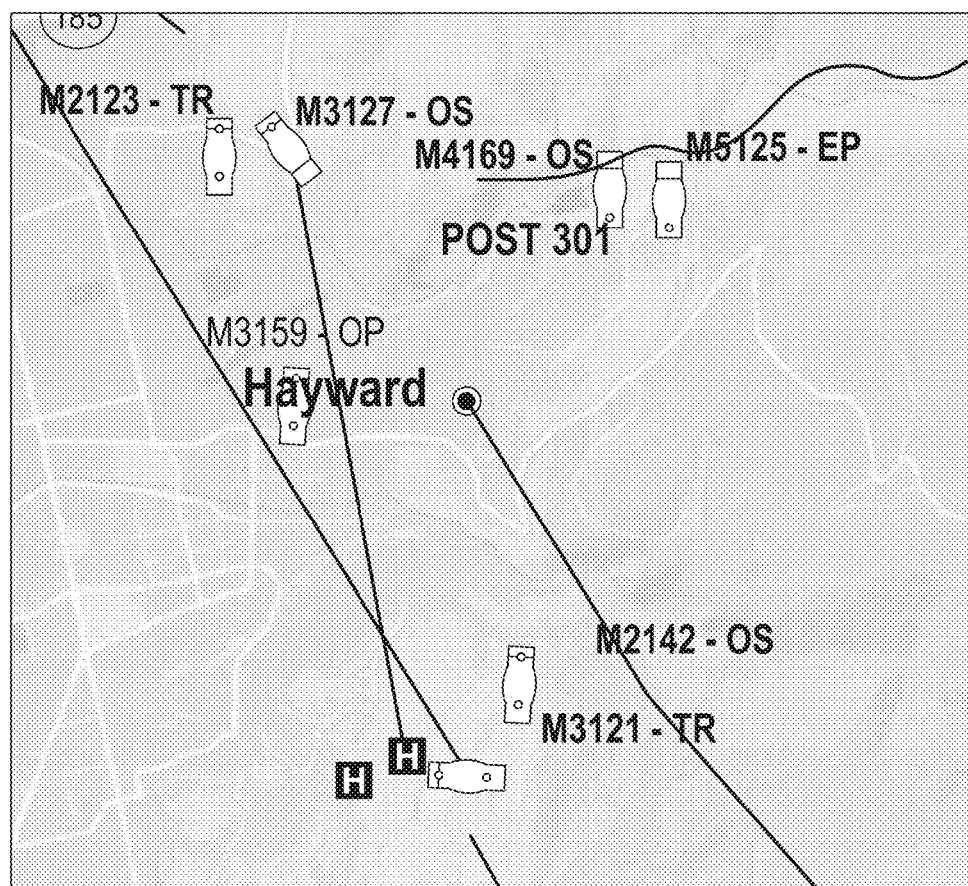 185
M2123 - TR
M3127 - OS
M4169 - OS
M5125 - EP
POST 301
M3159 - OP
Hayward
M2142 - OS
M3121 - TR
H
H